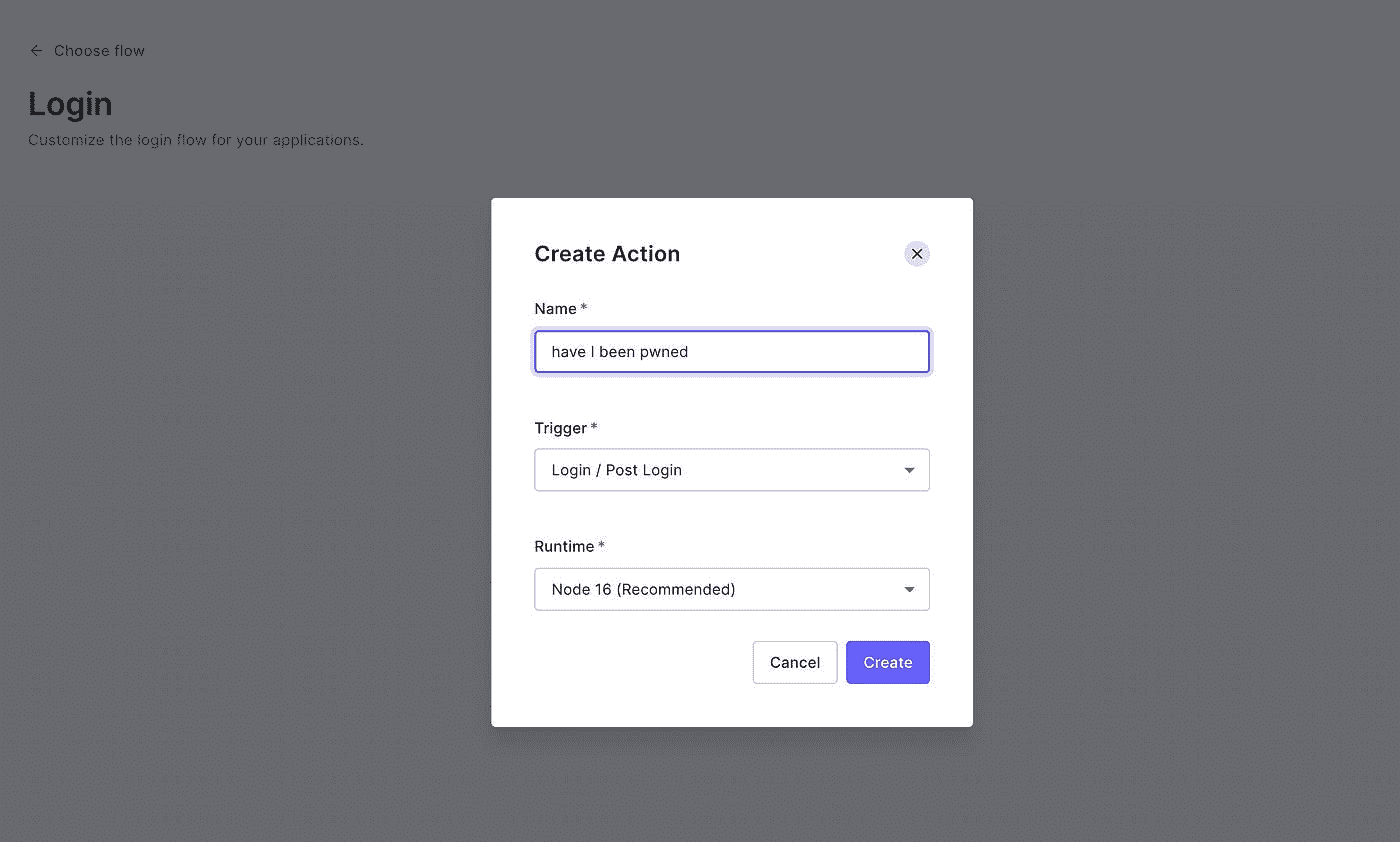 Choose flow
Login
Customize the login flow for your applications.
Create Action
Name *
have I been pwned
Trigger *
Login / Post Login
Runtime *
Node 16 (Recommended)
Cancel
Create